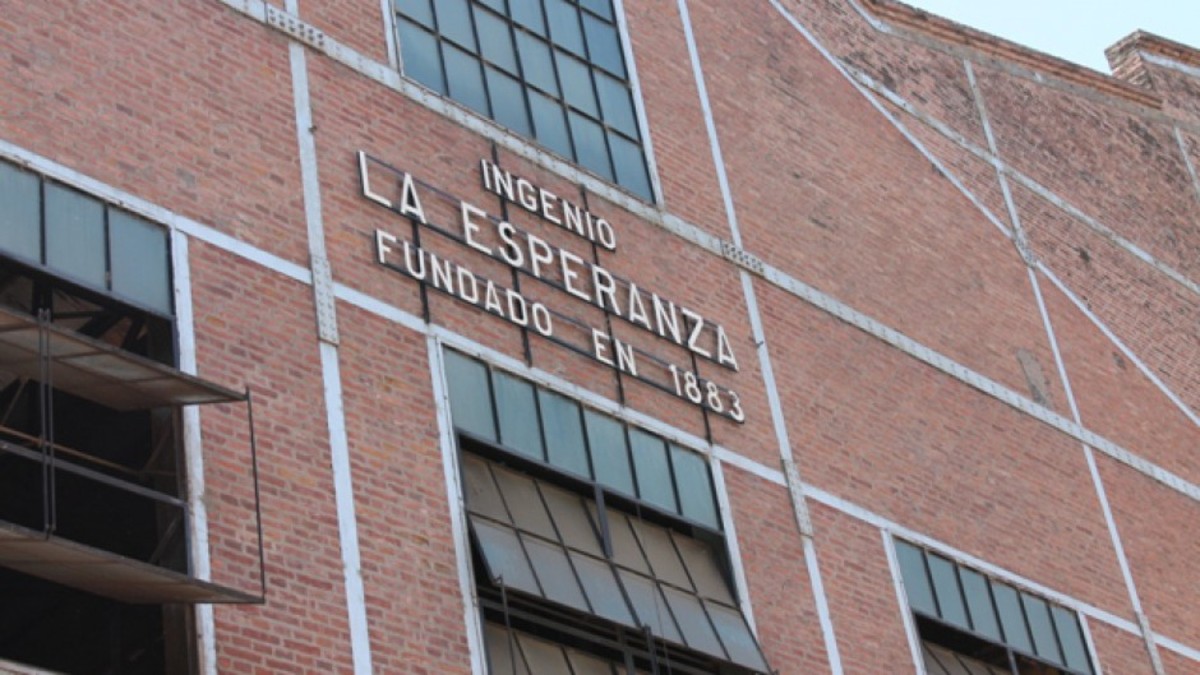 INGENIO
LA ESPERANZA
FUNDADO EN 1883